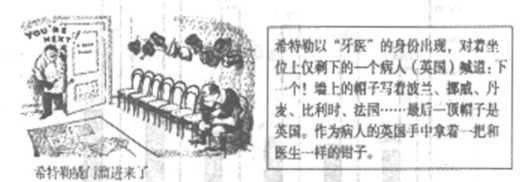 YOU'RE NEXT!
希特勒以“牙医”的身份出现，对着坐
位上仅剩下的一个病人（英国）喊道：下
一个！墙上的帽子写着波兰、挪威、丹
麦、比利时、法国……最后一顶帽子是
英国。作为病人的英国手中拿着一把和
医生一样的钳子。
希特勒破门而进来了